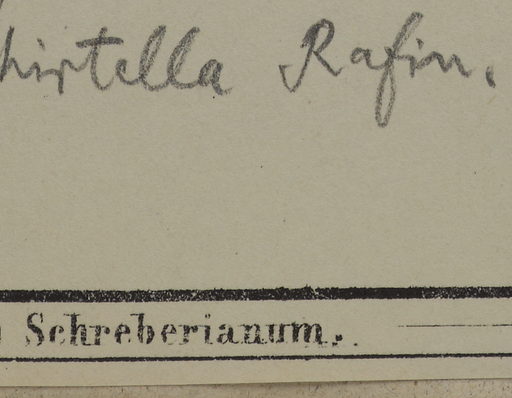 hirtella Rafin.
Schreberianum.